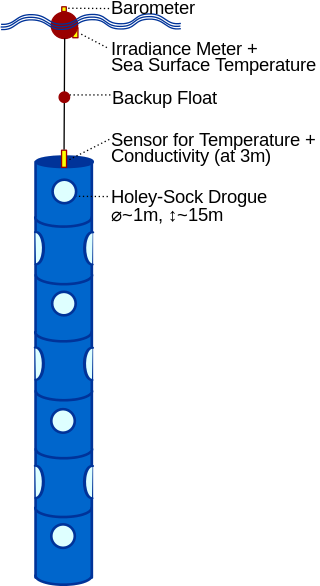 Barometer
Irradiance Meter +
Sea Surface Temperature
Backup Float
Sensor for Temperature +
Conductivity (at 3m)
Holey-Sock Drogue
⌀~1m, ↕~15m